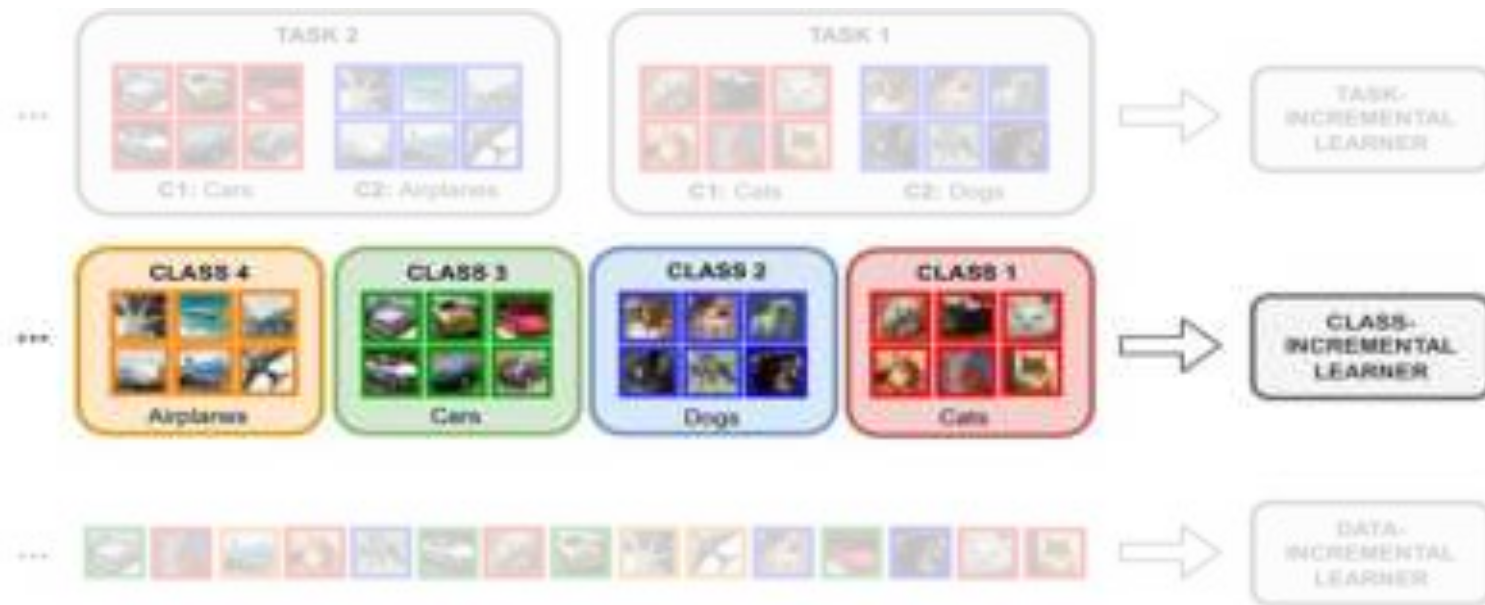 TASK 2
TASK 1
...
C1: Cars
C2: Airplanes
C1: Cats
C2: Dogs
TASK-
INCREMENTAL
LEARNER
CLASS 4
CLASS 3
CLASS 2
CLASS 1
...
Airplanes
Cars
Dogs
Cats
CLASS-
INCREMENTAL
LEARNER
...
DATA-
INCREMENTAL
LEARNER